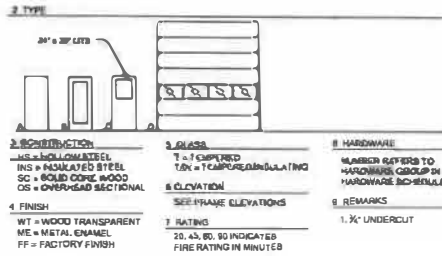 2 TYPE
24" x 28" LITE
3 CONSTRUCTION
HS = HOLLOW STEEL
INS = INSULATED STEEL
SC = SOLID CORE WOOD
OS = OVERHEAD SECTIONAL
4 FINISH
WT = WOOD TRANSPARENT
ME = METAL ENAMEL
FF = FACTORY FINISH
5 GLASS
T = TEMPERED
= TEMPERED INSULATING
6 ELEVATION
SEE FRAME ELEVATIONS
7 RATING
20, 45, 60, 90 INDICATES
FIRE RATING IN MINUTES
8 HARDWARE
NUMBER REFERS TO
HARDWARE GROUP IN
HARDWARE SCHEDULE
9 REMARKS
1. ¾" UNDERCUT